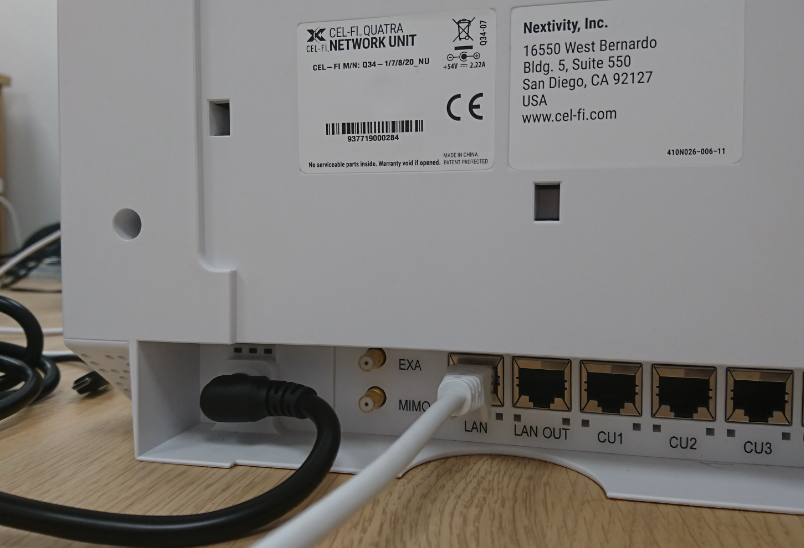 CEL-FI. QUATRA
CEL-FI. NETWORK UNIT
CEL-FI M/N: Q34-1/7/8/20_NU
Q34-07
+54V 2.22A
CE
937719000284
No serviceable parts inside. Warranty void if opened.
MADE IN CHINA.
PATENT PROTECTED
Nextivity, Inc.
16550 West Bernardo
Bldg. 5, Suite 550
San Diego, CA 92127
USA
www.cel-fi.com
410N026-006-11
EXA
MIMO
LAN
LAN OUT
CU1
CU2
CU3